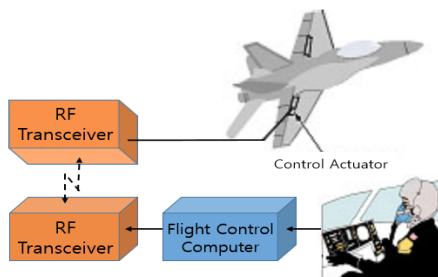 RF
Transceiver
Control Actuator
RF
Transceiver
Flight Control
Computer